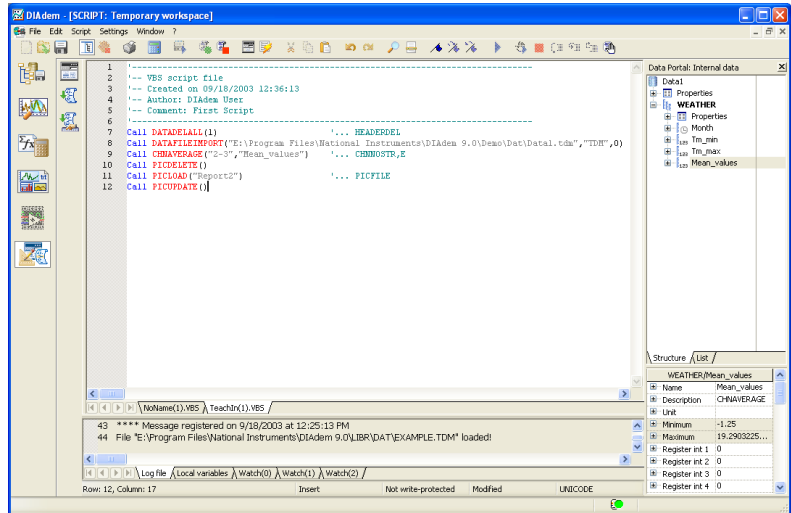 DIAdem - [SCRIPT: Temporary workspace]
File Edit Script Settings Window ?
1 '--------------------------------------------------------------------------
2 '-- VBS script file
3 '-- Created on 09/18/2003 12:36:13
4 '-- Author: DIAdem User
5 '-- Comment: First Script
6 '--------------------------------------------------------------------------
7 Call DATADELALL(1) '... HEADERDEL
8 Call DATAFILEIMPORT("E:\Program Files\National Instruments\DIAdem 9.0\Demo\Dat\Data1.tdm","TDM",0)
9 Call CHNAVERAGE("2-3","Mean_values") '... CHNNOSTR,E
10 Call PICDELETE()
11 Call PICLOAD("Report2") '... PICFILE
12 Call PICUPDATE()
NoName(1).VBS TeachIn(1).VBS
43 **** Message registered on 9/18/2003 at 12:25:13 PM
44 File "E:\Program Files\National Instruments\DIAdem 9.0\LIBR\DAT\EXAMPLE.TDM" loaded!
Log file Local variables Watch(0) Watch(1) Watch(2)
Row: 12, Column: 17 Insert Not write-protected Modified UNICODE
Data Portal: Internal data
Data1
Properties
WEATHER
Properties
Month
Tm_min
Tm_max
Mean_values
Structure List
WEATHER/Mean_values
Name Mean_values
Description CHNAVERAGE
Unit
Minimum -1.25
Maximum 19.2903225...
Register int 1 0
Register int 2 0
Register int 3 0
Register int 4 0